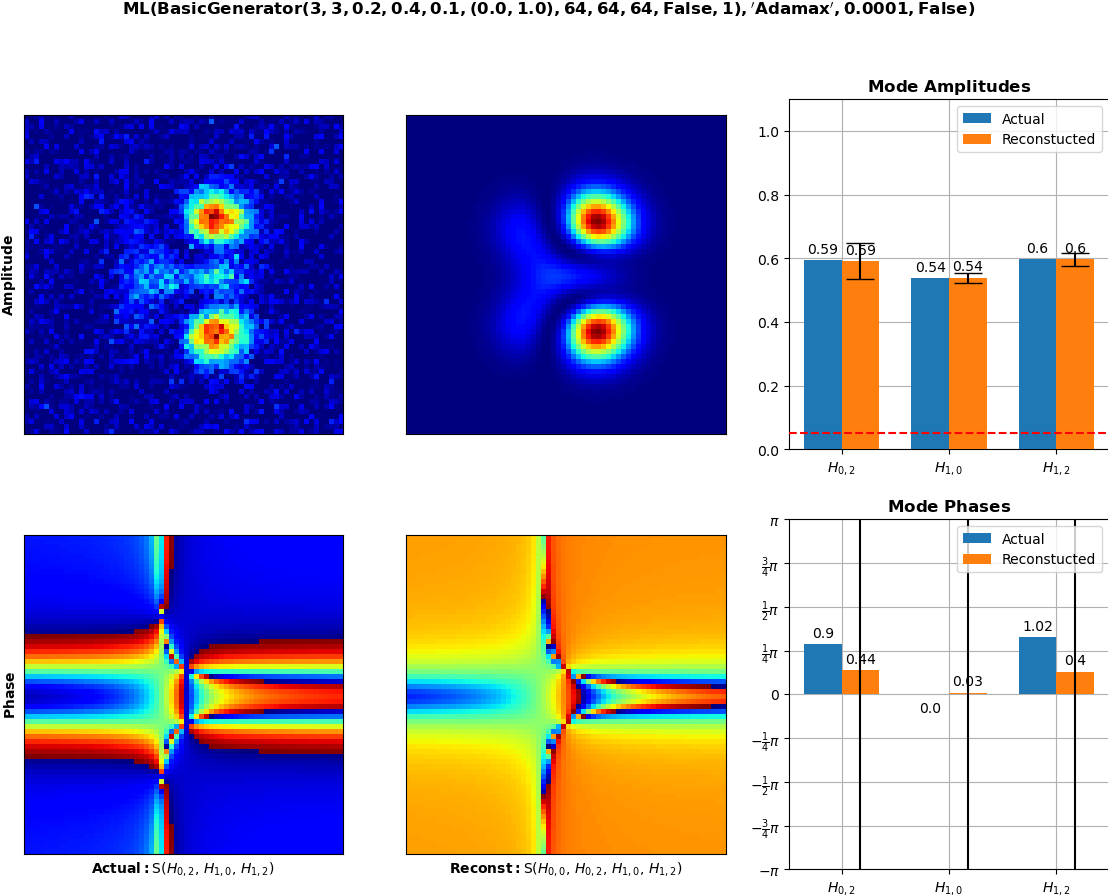 ML(BasicGenerator(3, 3, 0.2, 0.4, 0.1, (0.0, 1.0), 64, 64, 64, False, 1), ′Adamax′, 0.0001, False)
Amplitude
Mode Amplitudes
Actual
Reconstucted
1.0
0.8
0.6
0.4
0.2
0.0
0.59
0.59
0.54
0.54
0.6
0.6
H0, 2
H1, 0
H1, 2
Phase
Actual: S(H0, 2, H1, 0, H1, 2)
Reconst: S(H0, 0, H0, 2, H1, 0, H1, 2)
Mode Phases
Actual
Reconstucted
π
3/4π
1/2π
1/4π
0
−1/4π
−1/2π
−3/4π
−π
0.9
0.44
0.0
0.03
1.02
0.4
H0, 2
H1, 0
H1, 2